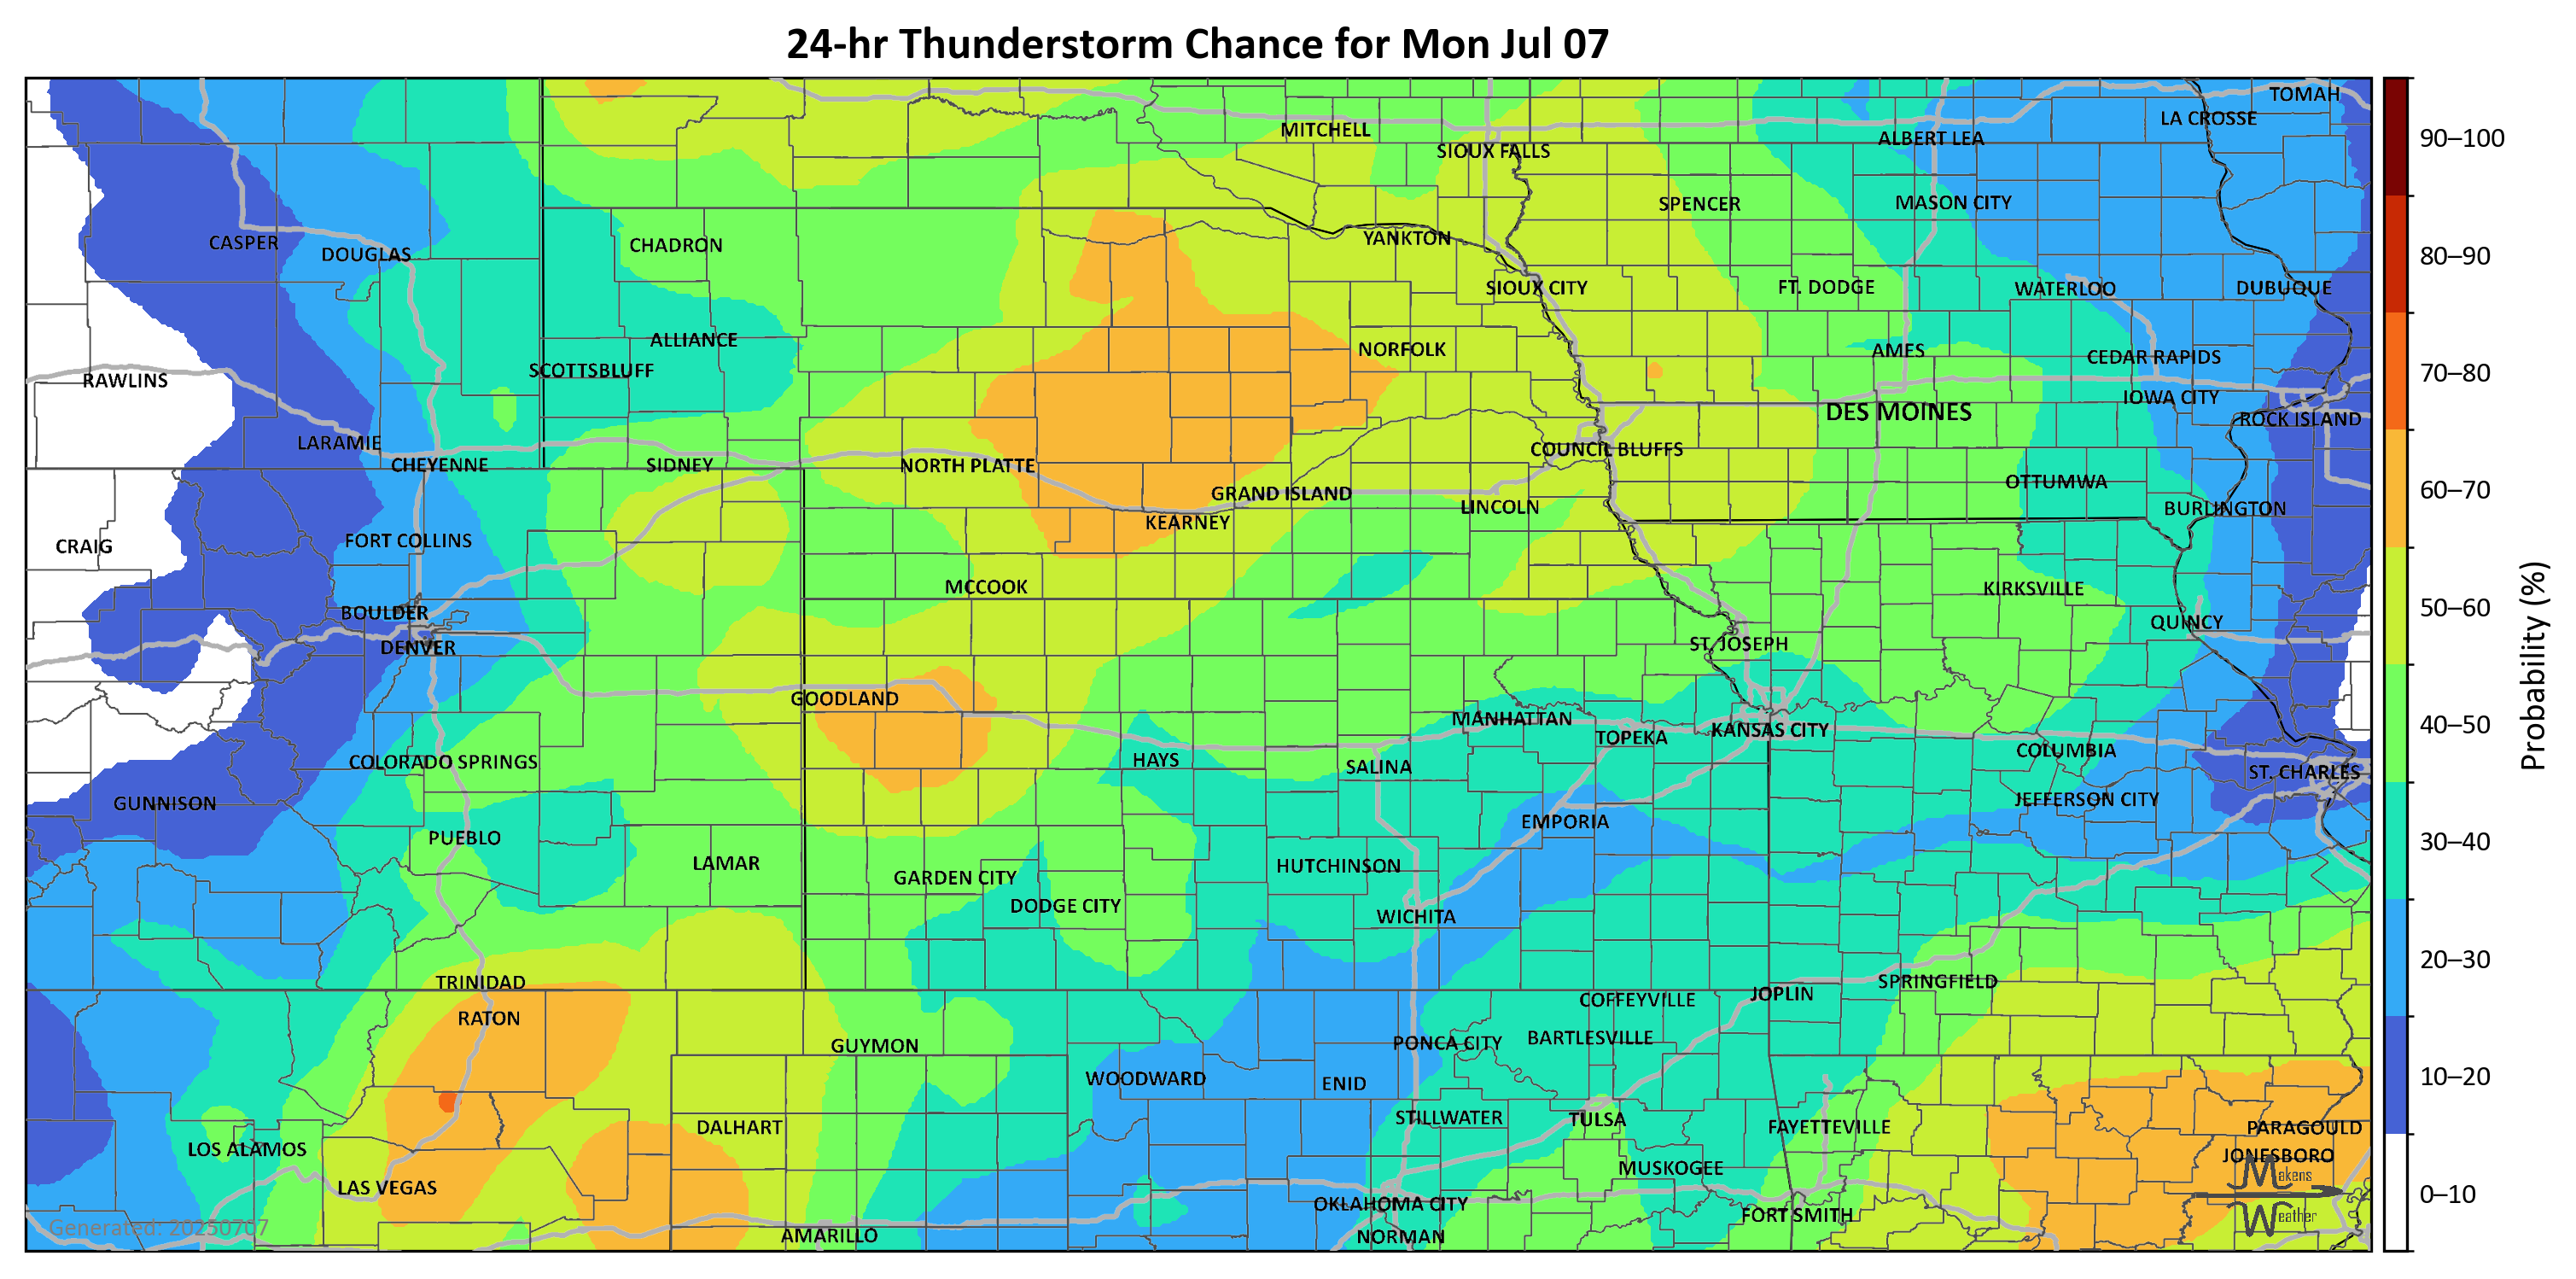 24-hr Thunderstorm Chance for Mon Jul 07
TOMAH
LA CROSSE
MITCHELL
ALBERT LEA
SIOUX FALLS
MASON CITY
SPENCER
CASPER
DOUGLAS
CHADRON
YANKTON
SIOUX CITY
FT. DODGE
WATERLOO
DUBUQUE
ALLIANCE
NORFOLK
AMES
CEDAR RAPIDS
RAWLINS
SCOTTSBLUFF
IOWA CITY
DES MOINES
ROCK ISLAND
LARAMIE
CHEYENNE
SIDNEY
NORTH PLATTE
COUNCIL BLUFFS
OTTUMWA
GRAND ISLAND
LINCOLN
BURLINGTON
KEARNEY
CRAIG
FORT COLLINS
MCCOOK
KIRKSVILLE
BOULDER
QUINCY
DENVER
ST. JOSEPH
GOODLAND
MANHATTAN
TOPEKA
KANSAS CITY
COLUMBIA
COLORADO SPRINGS
HAYS
SALINA
ST. CHARLES
GUNNISON
JEFFERSON CITY
EMPORIA
PUEBLO
LAMAR
HUTCHINSON
GARDEN CITY
DODGE CITY
WICHITA
TRINIDAD
SPRINGFIELD
JOPLIN
COFFEYVILLE
RATON
BARTLESVILLE
GUYMON
PONCA CITY
WOODWARD
ENID
STILLWATER
TULSA
DALHART
FAYETTEVILLE
PARAGOULD
LOS ALAMOS
JONESBORO
MUSKOGEE
LAS VEGAS
OKLAHOMA CITY
FORT SMITH
AMARILLO
NORMAN
Generated: 20250707
Makens
Weather
90–100
80–90
70–80
60–70
50–60
40–50
30–40
20–30
10–20
0–10
Probability (%)